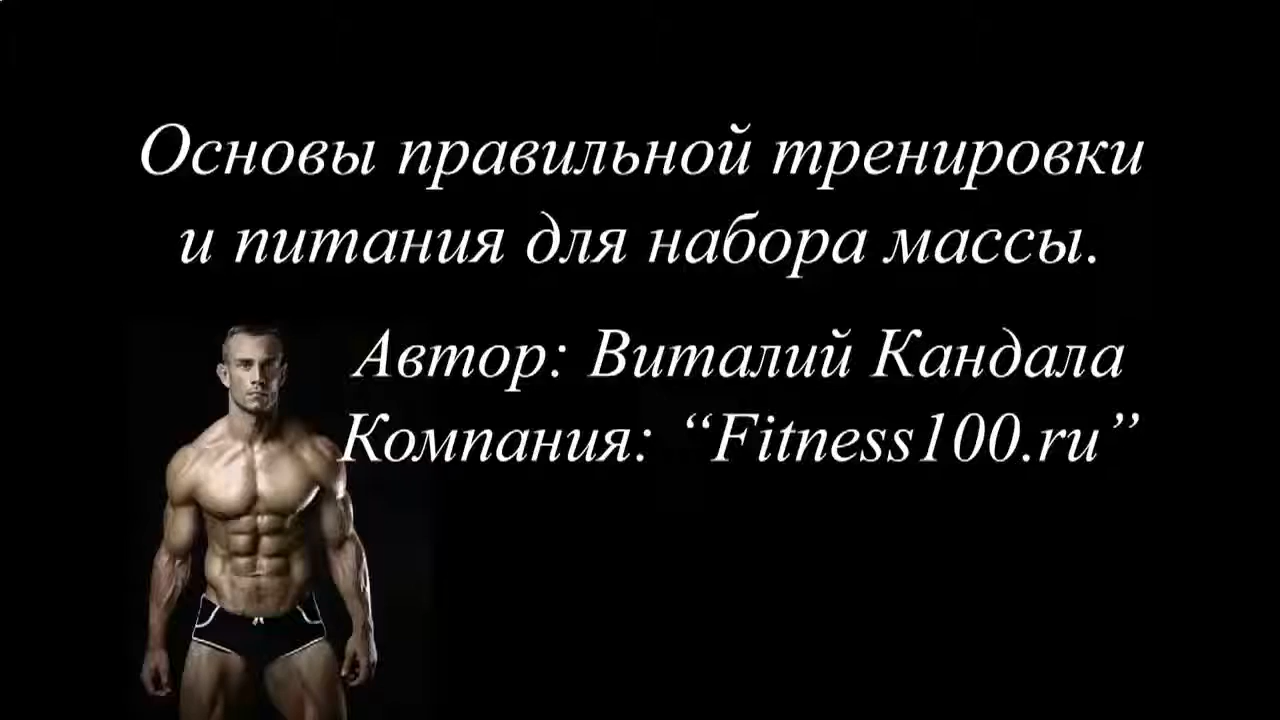 Основы правильной тренировки
и питания для набора массы.
Автор: Виталий Кандала
Компания: “Fitness100.ru”